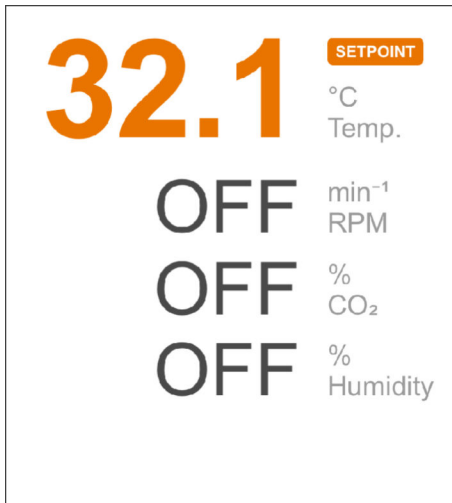 32.1 SETPOINT
°C
Temp.
OFF min⁻¹
RPM
OFF %
CO₂
OFF %
Humidity